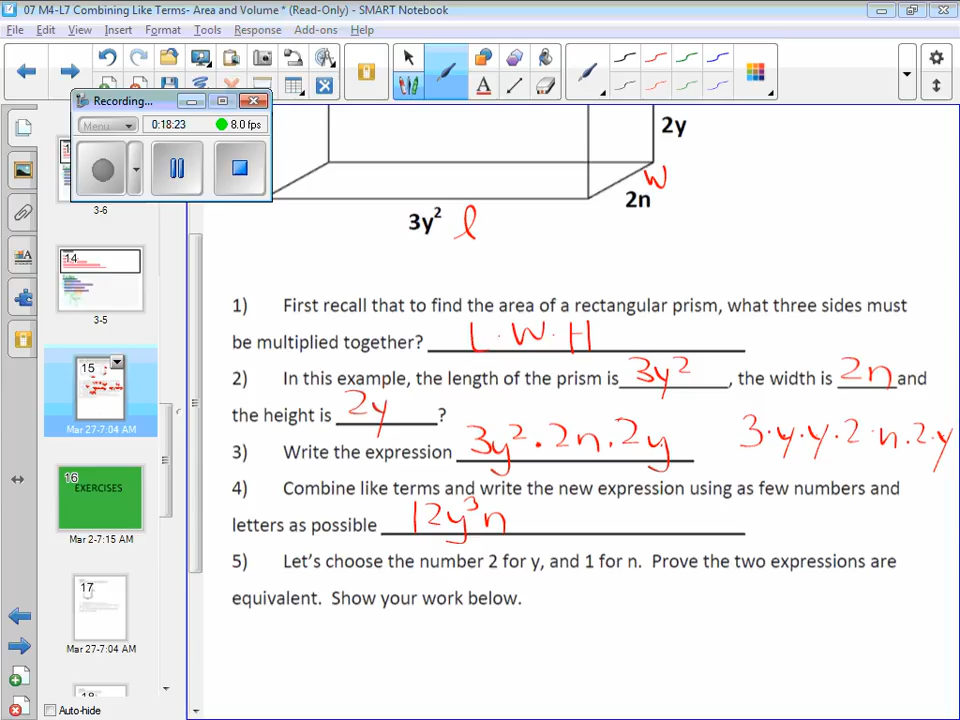 07 M4-L7 Combining Like Terms- Area and Volume * (Read-Only) - SMART Notebook
File Edit View Insert Format Tools Response Add-ons Help
Recording...
Menu 0:18:23 8.0 fps
3-6
14
3-5
15
Mar 27-7:04 AM
16
EXERCISES
Mar 2-7:15 AM
17
Mar 27-7:04 AM
18
Auto-hide
2y
W
2n
3y² l
1) First recall that to find the area of a rectangular prism, what three sides must
be multiplied together? L · W · H
2) In this example, the length of the prism is 3y², the width is 2n and
the height is 2y ?
3) Write the expression 3y² · 2n · 2y 3·y·y·2·n·2·y
4) Combine like terms and write the new expression using as few numbers and
letters as possible 12y³n
5) Let's choose the number 2 for y, and 1 for n. Prove the two expressions are
equivalent. Show your work below.